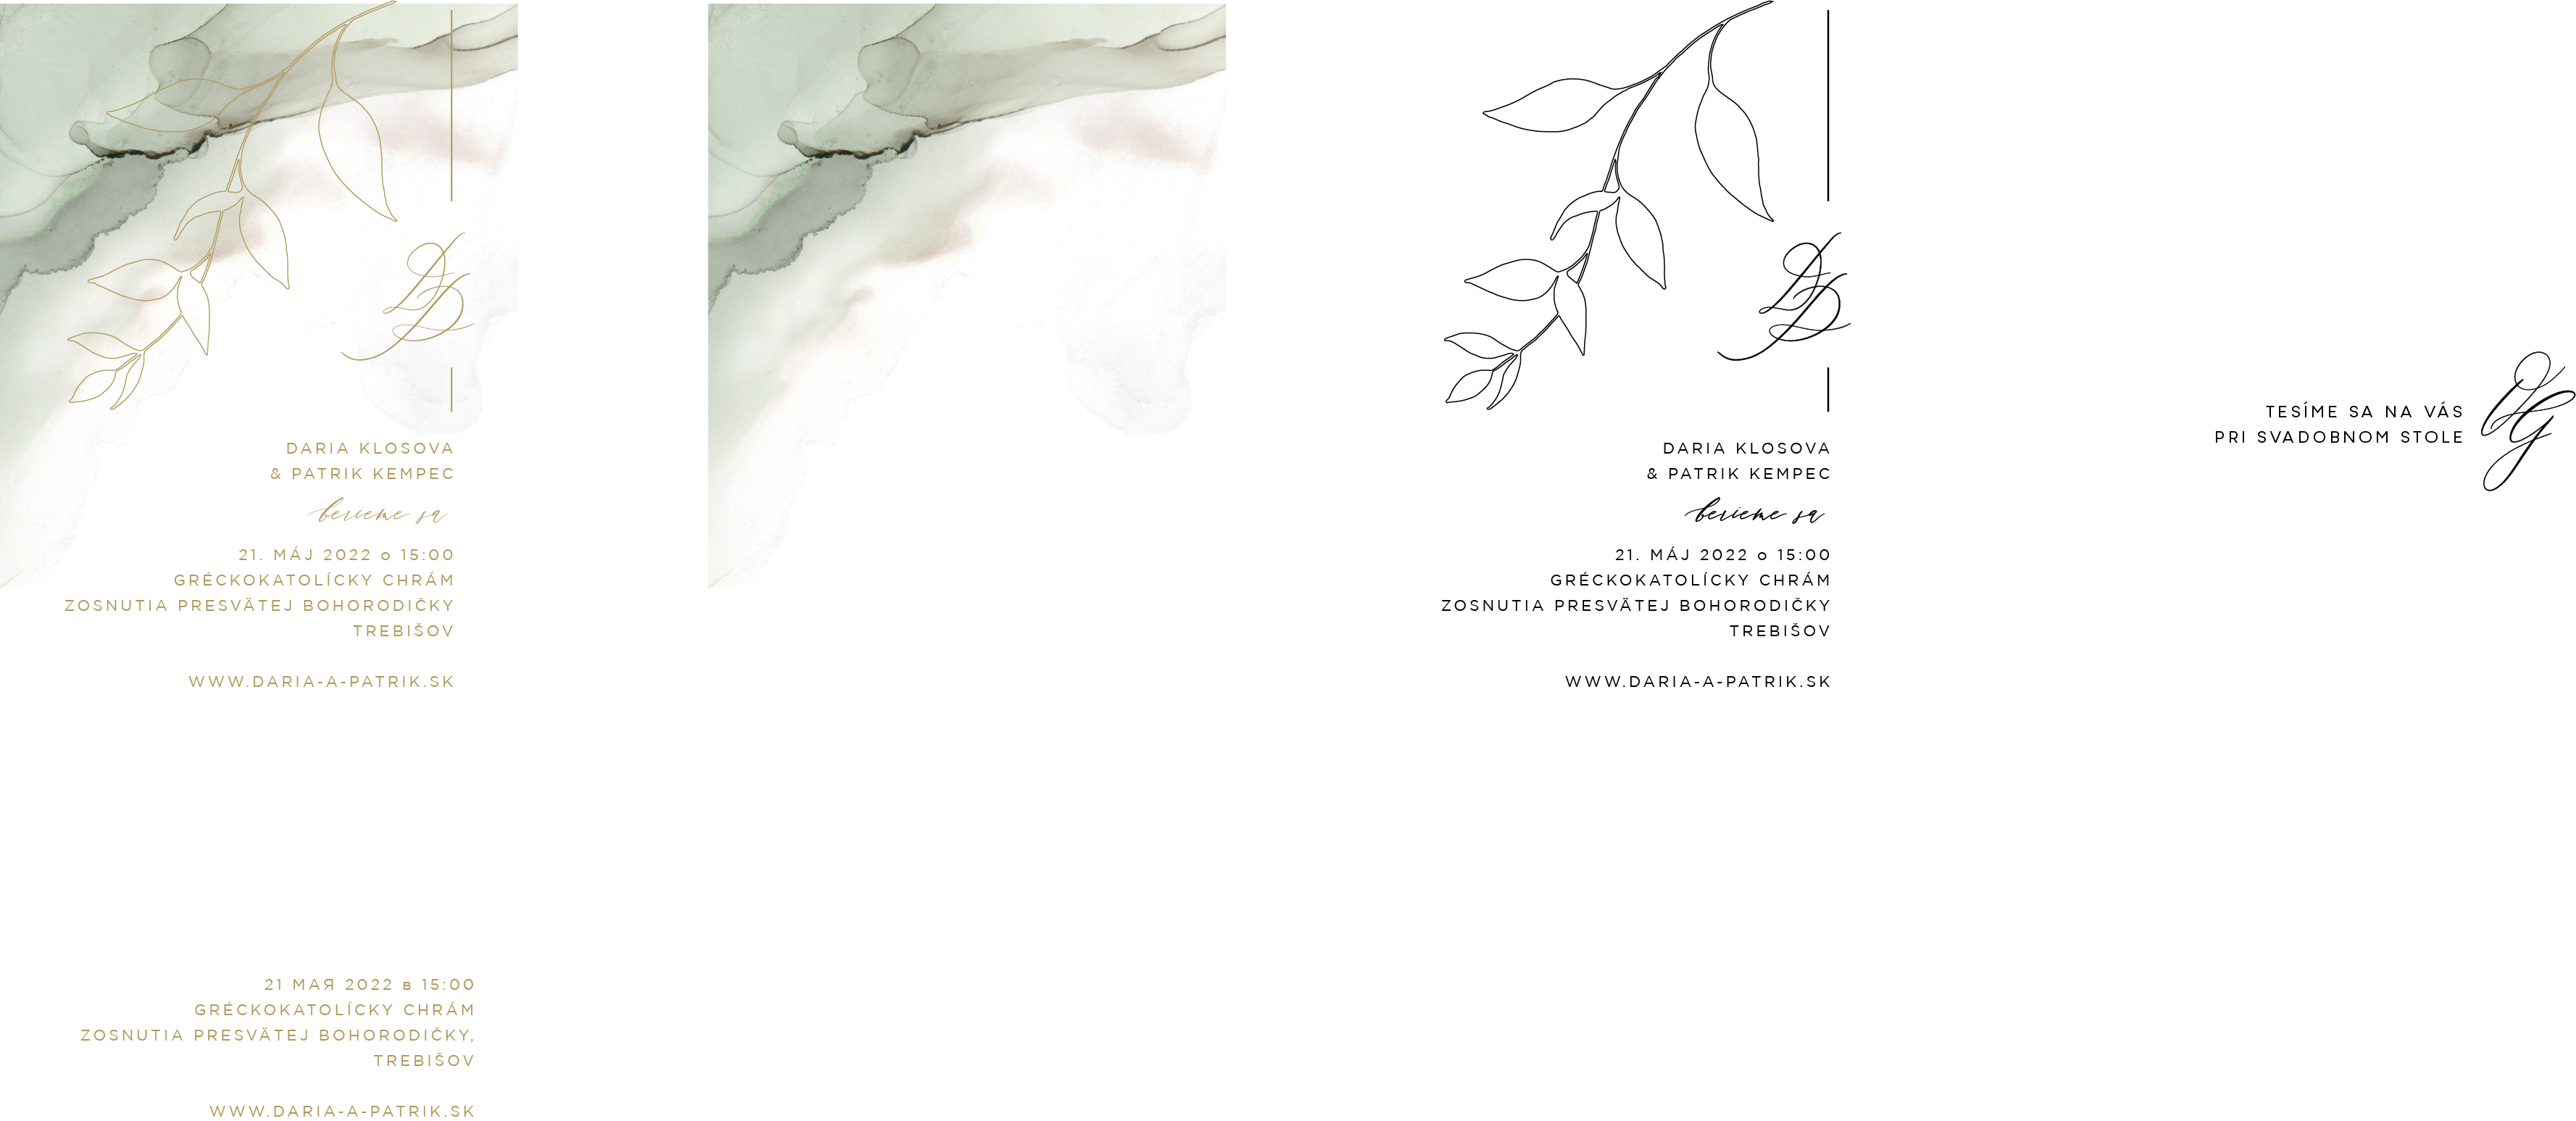 DARIA KLOSOVA
& PATRIK KEMPEC
berieme sa
21. MÁJ 2022 o 15:00
GRÉCKOKATOLÍCKY CHRÁM
ZOSNUTIA PRESVÄTEJ BOHORODIČKY
TREBIŠOV
WWW.DARIA-A-PATRIK.SK
21 МАЯ 2022 в 15:00
GRÉCKOKATOLÍCKY CHRÁM
ZOSNUTIA PRESVÄTEJ BOHORODIČKY,
TREBIŠOV
WWW.DARIA-A-PATRIK.SK
DARIA KLOSOVA
& PATRIK KEMPEC
berieme sa
21. MÁJ 2022 o 15:00
GRÉCKOKATOLÍCKY CHRÁM
ZOSNUTIA PRESVÄTEJ BOHORODIČKY
TREBIŠOV
WWW.DARIA-A-PATRIK.SK
TESÍME SA NA VÁS
PRI SVADOBNOM STOLE